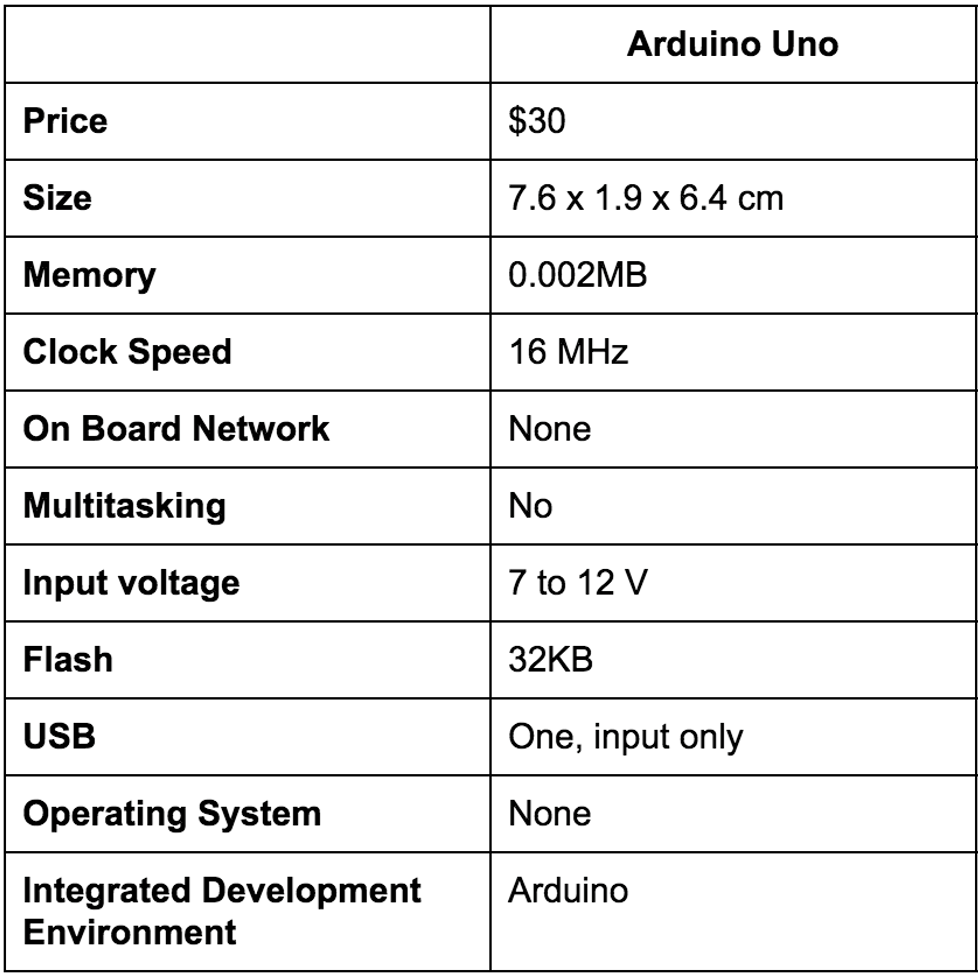 Arduino Uno
Price $30
Size 7.6 x 1.9 x 6.4 cm
Memory 0.002MB
Clock Speed 16 MHz
On Board Network None
Multitasking No
Input voltage 7 to 12 V
Flash 32KB
USB One, input only
Operating System None
Integrated Development Arduino
Environment